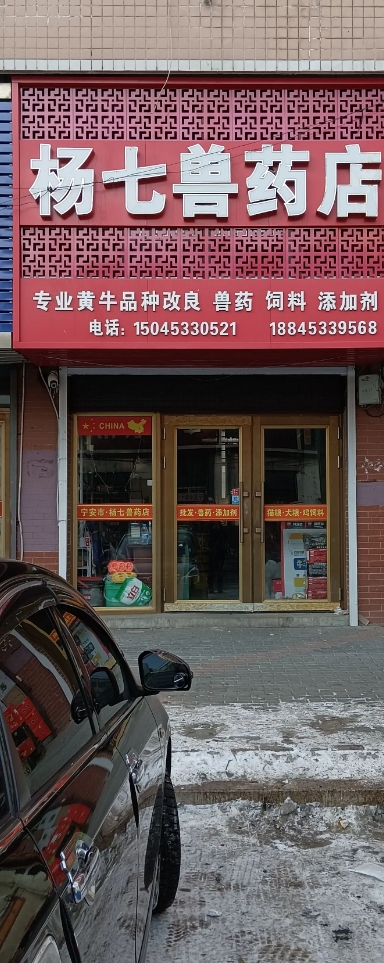 杨七兽药店
专业黄牛品种改良 兽药 饲料 添加剂
电话: 15045330521 18845339568
★ CHINA
宁安市·杨七兽药店
批发·兽药·添加剂
猫粮·犬粮·鸡饲料